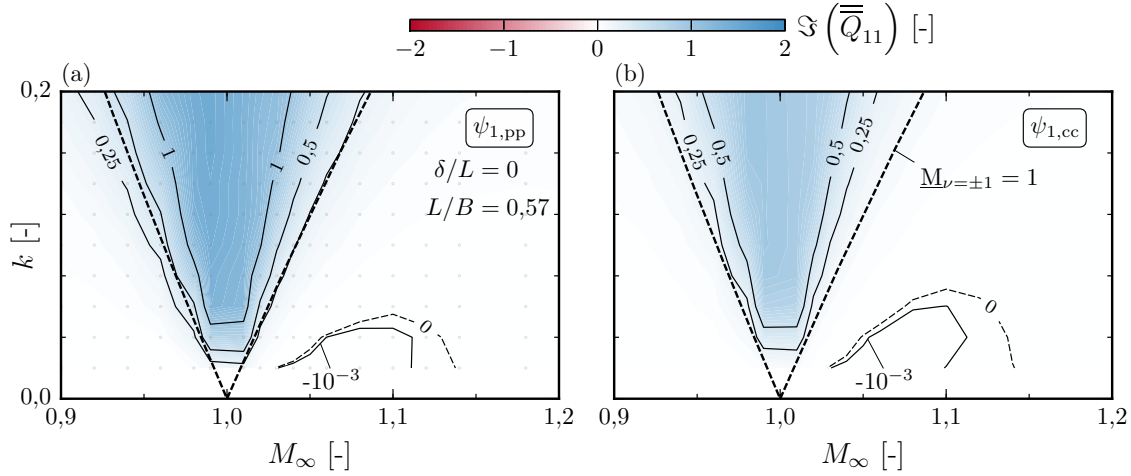 −2 −1 0 1 2 ℑ(Q̿₁₁) [-]
(a) (b)
0,2
0,0
k [-]
0,25 1 1 0,5
ψ₁,pp
δ/L = 0
L/B = 0,57
0
-10⁻³
0,9 1,0 1,1 1,2
M∞ [-]
0,25 0,5 0,5 0,25
ψ₁,cc
M̲ν=±1 = 1
0
-10⁻³
0,9 1,0 1,1 1,2
M∞ [-]